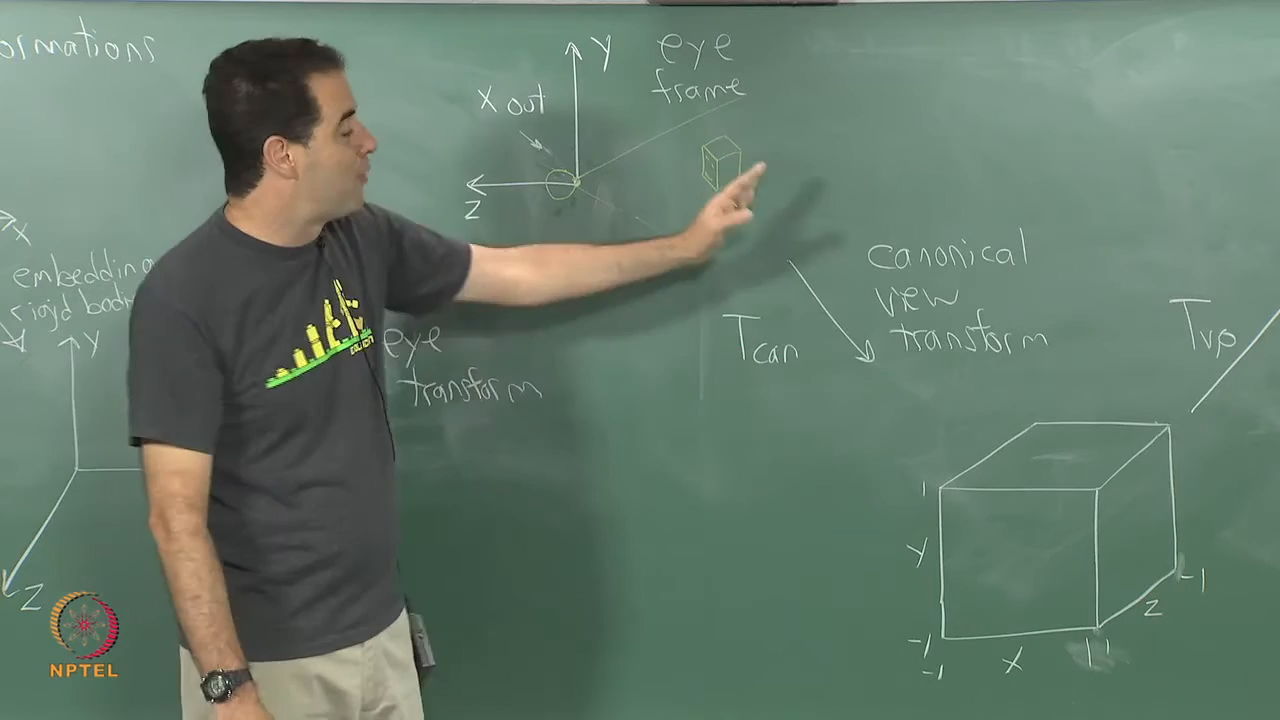 ormations
X out
Y
Z
eye
frame
X
embedding
rigid bodi
Y
Z
eye
transform
Tcan
canonical
view
transform
Tvp
1
Y
-1
-1
X
1
Z
-1
NPTEL